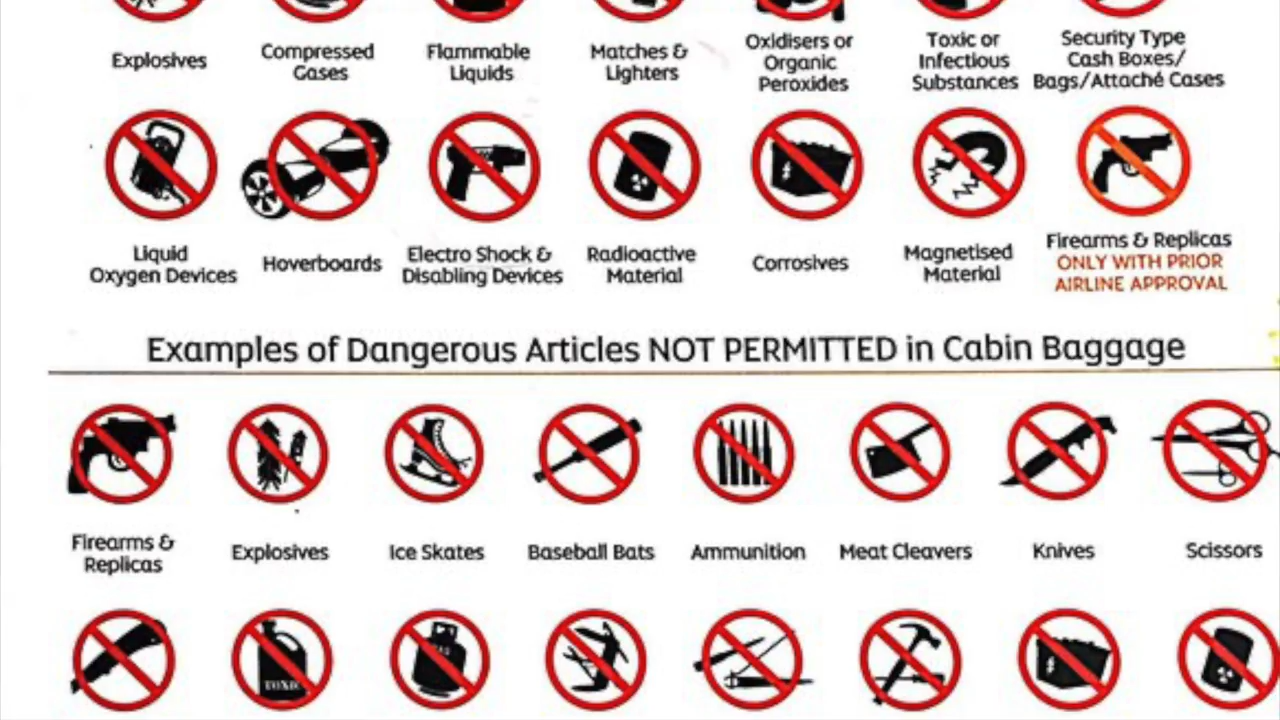 Explosives
Compressed
Gases
Flammable
Liquids
Matches &
Lighters
Oxidisers or
Organic
Peroxides
Toxic or
Infectious
Substances
Security Type
Cash Boxes/
Bags/Attaché Cases
Liquid
Oxygen Devices
Hoverboards
Electro Shock &
Disabling Devices
Radioactive
Material
Corrosives
Magnetised
Material
Firearms & Replicas
ONLY WITH PRIOR
AIRLINE APPROVAL
Examples of Dangerous Articles NOT PERMITTED in Cabin Baggage
Firearms &
Replicas
Explosives
Ice Skates
Baseball Bats
Ammunition
Meat Cleavers
Knives
Scissors
TOXIC